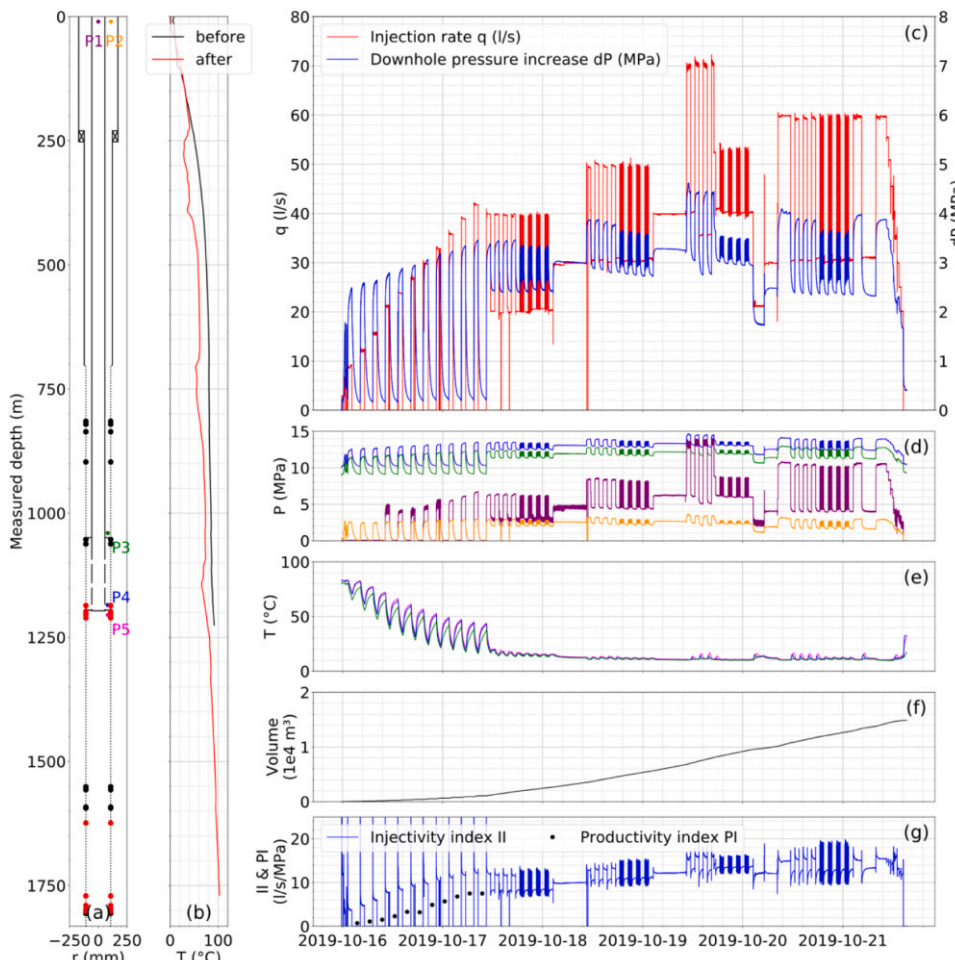 P1 P2
before
after
0
250
500
750
1000
1250
1500
1750
Measured depth (m)
P3
P4
P5
(a)
−250 250
r (mm)
(b)
0 100
T (°C)
80
70
60
50
40
30
20
10
0
q (l/s)
Injection rate q (l/s)
Downhole pressure increase dP (MPa)
(c)
8
7
6
5
4
3
2
1
0
dP (MPa)
15
10
5
0
P (MPa)
(d)
100
50
0
T (°C)
(e)
2
1
0
Volume
(1e4 m³)
(f)
20
10
0
II & PI
(l/s/MPa)
Injectivity index II
Productivity index PI
(g)
2019-10-16 2019-10-17 2019-10-18 2019-10-19 2019-10-20 2019-10-21